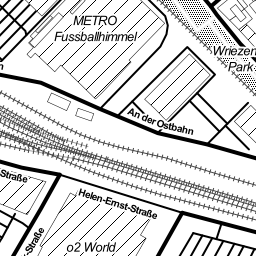 METRO
Fussballhimmel
Wriezen
Park
An der Ostbahn
Straße
Helen-Ernst-Straße
-Straße
o2 World